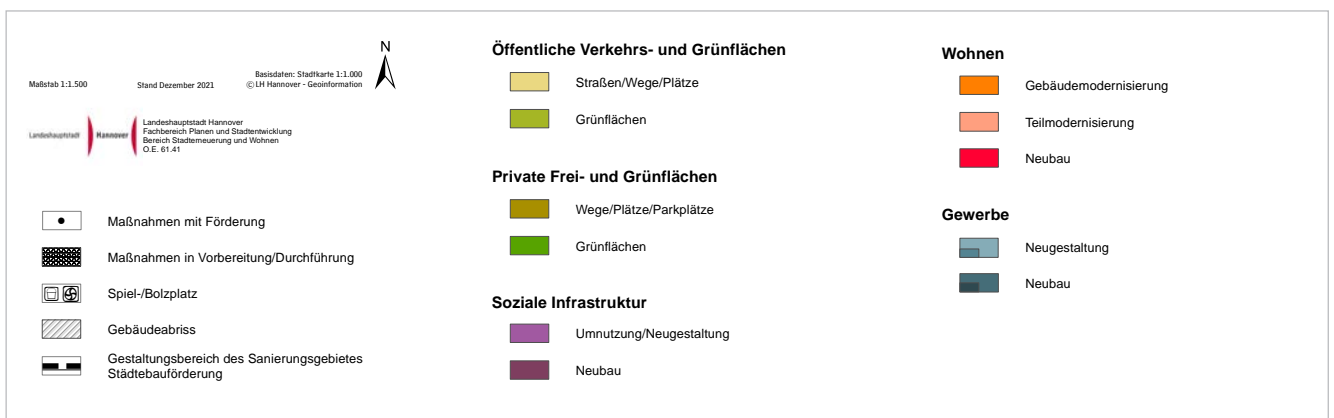 N
Maßstab 1:1.500
Stand Dezember 2021
Basisdaten: Stadtkarte 1:1.000
© LH Hannover - Geoinformation
Landeshauptstadt
Hannover
Landeshauptstadt Hannover
Fachbereich Planen und Stadtentwicklung
Bereich Stadterneuerung und Wohnen
O.E. 61.41
Maßnahmen mit Förderung
Maßnahmen in Vorbereitung/Durchführung
Spiel-/Bolzplatz
Gebäudeabriss
Gestaltungsbereich des Sanierungsgebietes
Städtebauförderung
Öffentliche Verkehrs- und Grünflächen
Straßen/Wege/Plätze
Grünflächen
Private Frei- und Grünflächen
Wege/Plätze/Parkplätze
Grünflächen
Soziale Infrastruktur
Umnutzung/Neugestaltung
Neubau
Wohnen
Gebäudemodernisierung
Teilmodernisierung
Neubau
Gewerbe
Neugestaltung
Neubau